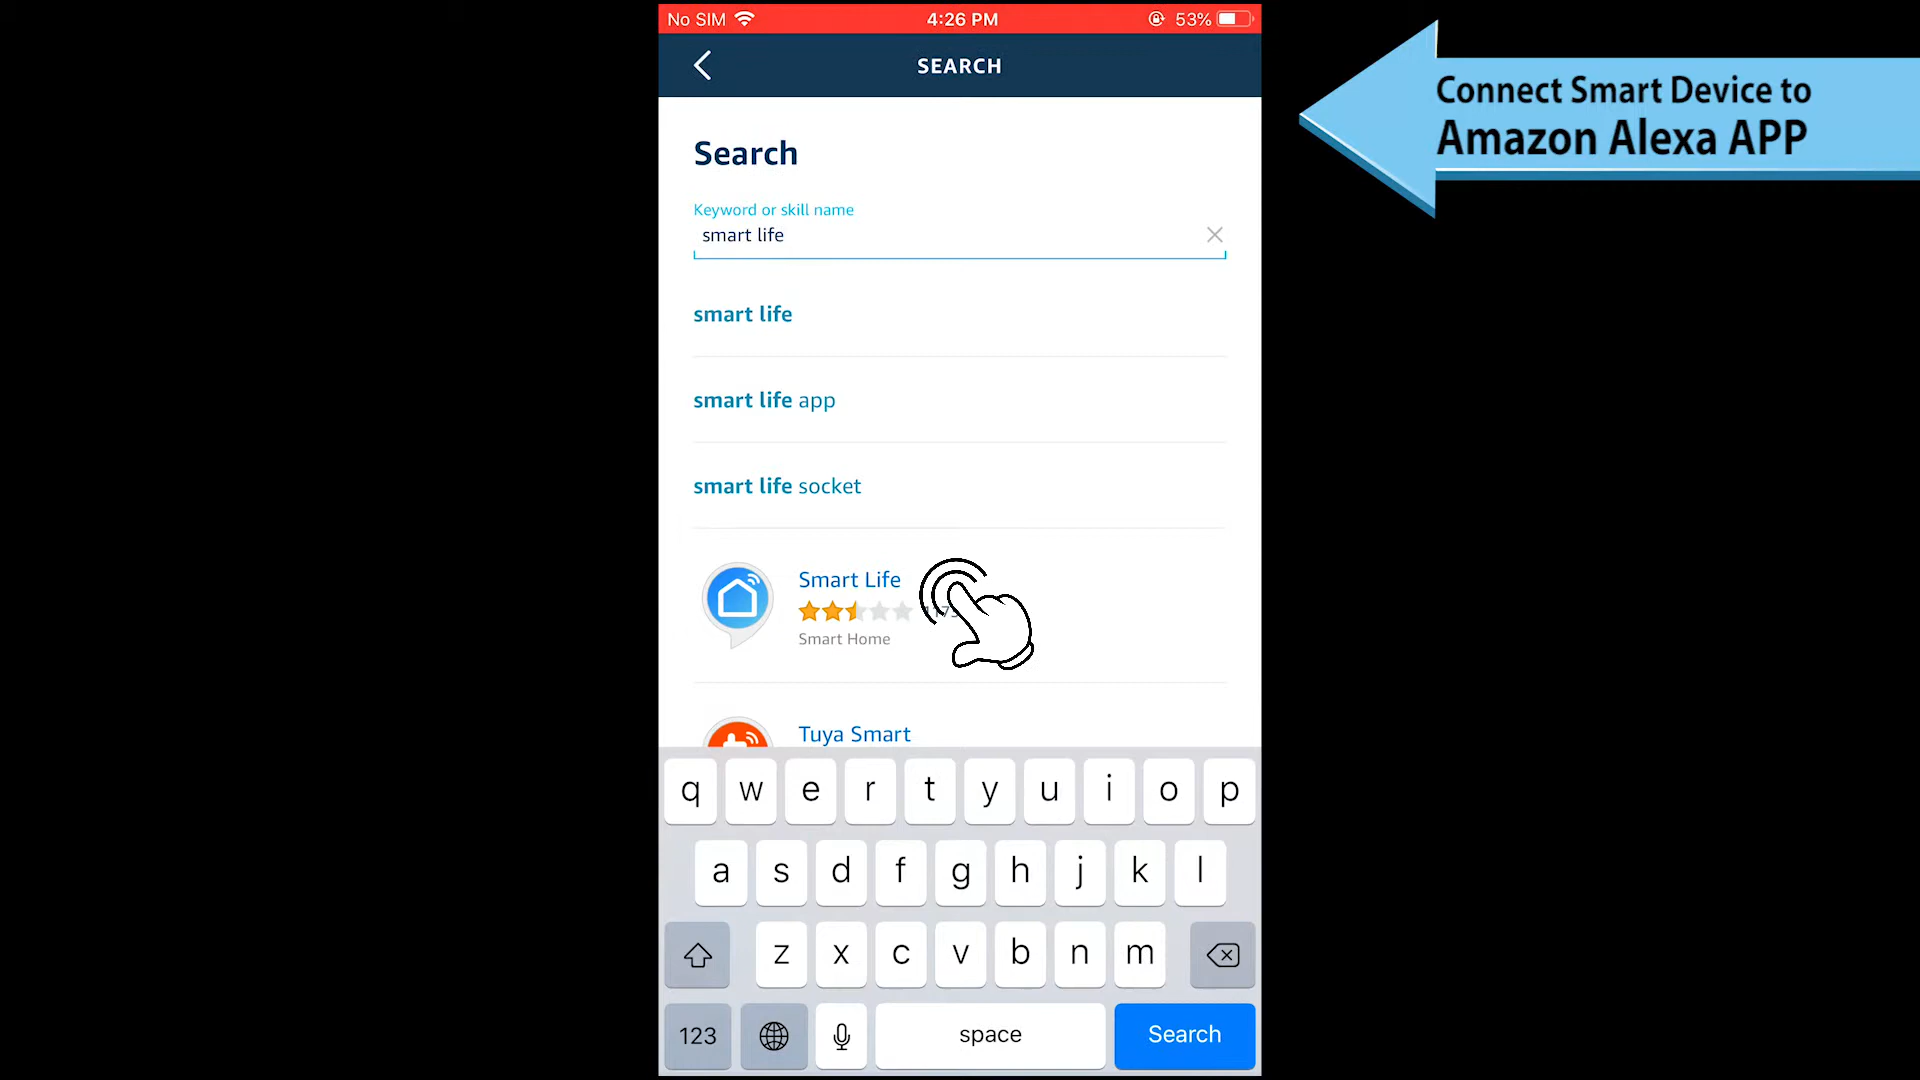 No SIM 4:26 PM 53%
SEARCH
Connect Smart Device to
Amazon Alexa APP
Search
Keyword or skill name
smart life
smart life
smart life app
smart life socket
Smart Life
Smart Home
Tuya Smart
q w e r t y u i o p
a s d f g h j k l
z x c v b n m
123 space Search